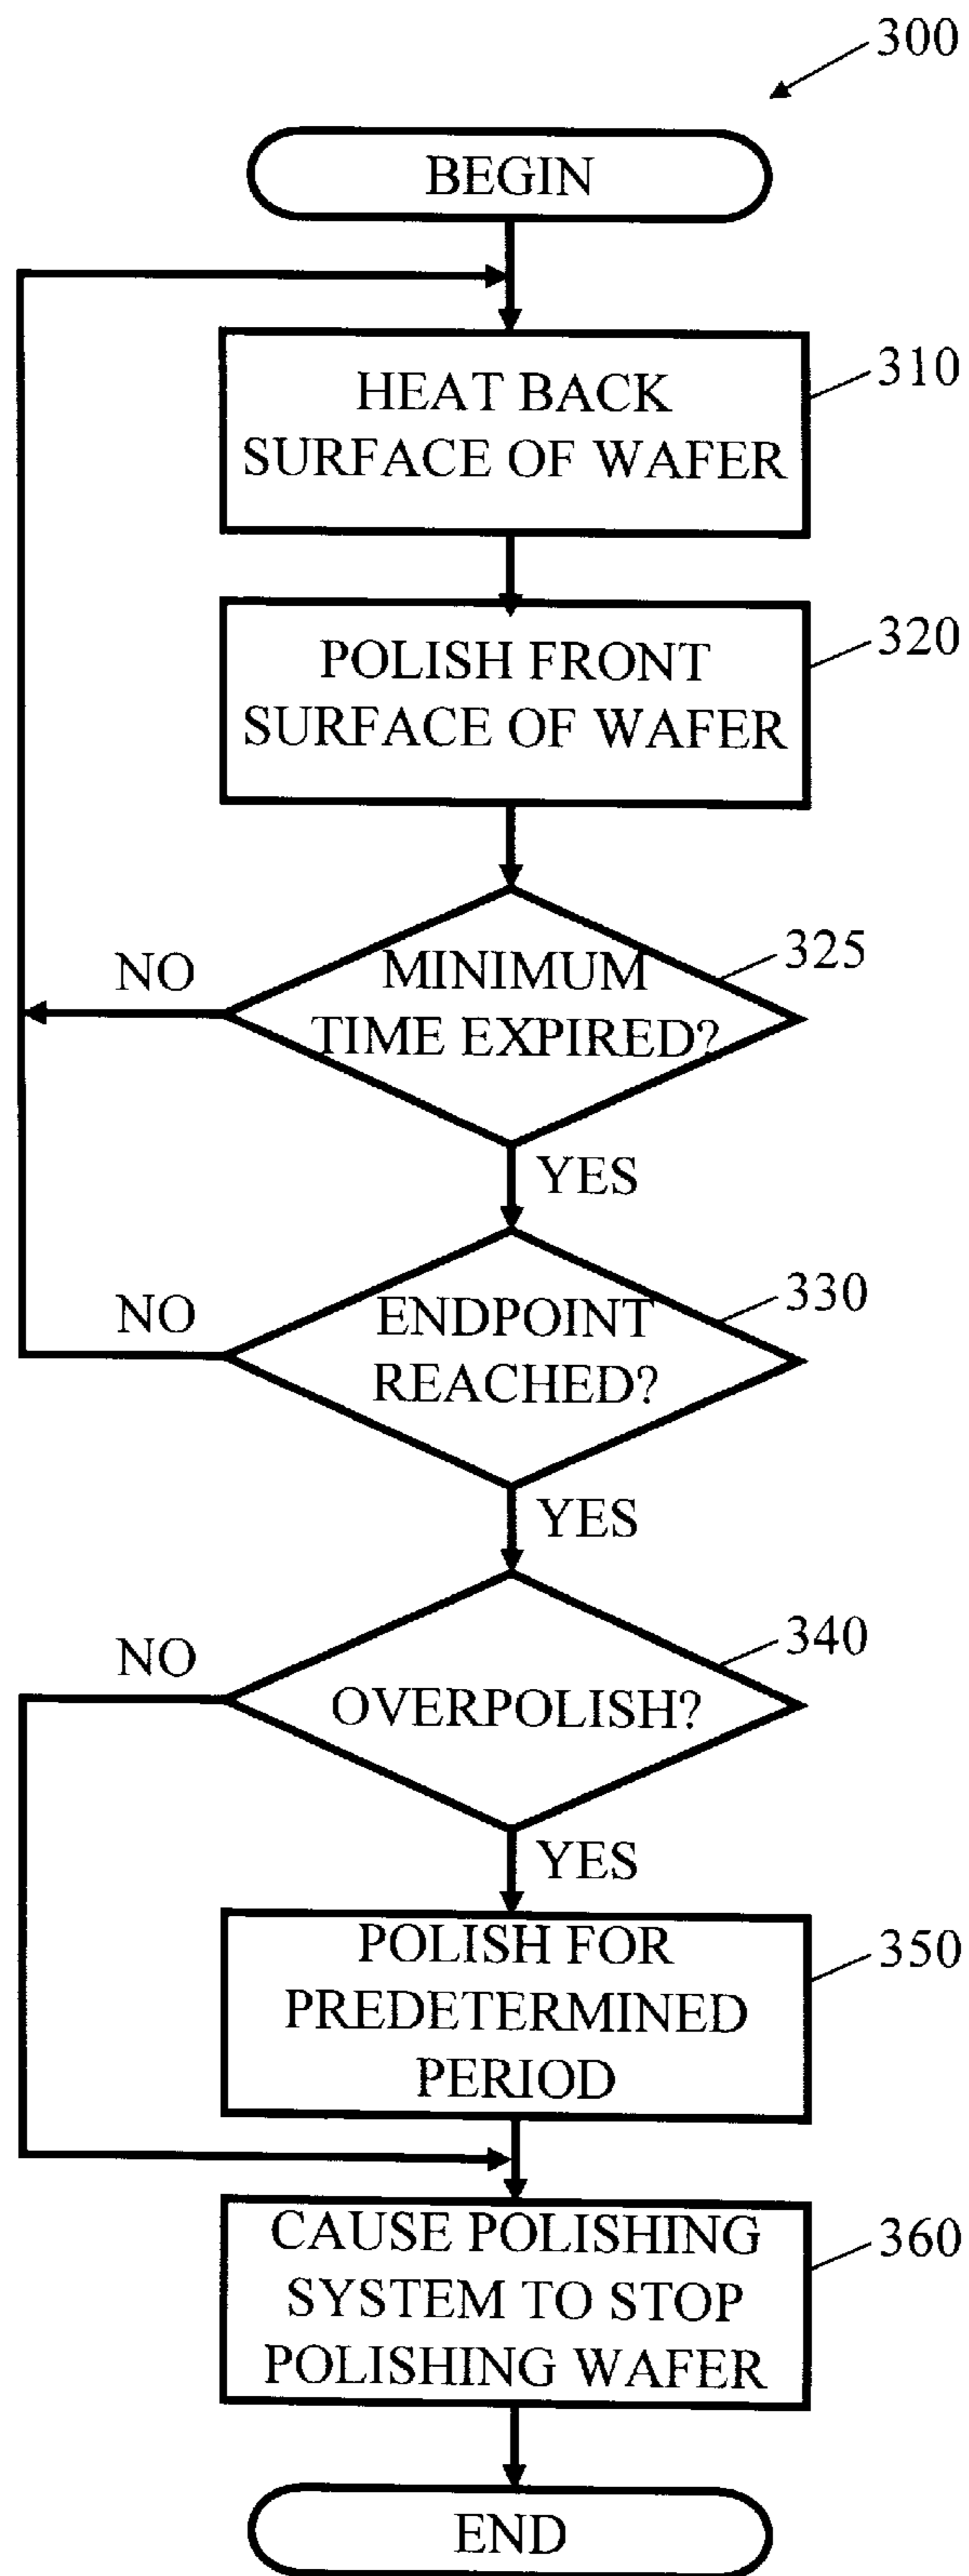 300
BEGIN
HEAT BACK
SURFACE OF WAFER
310
POLISH FRONT
SURFACE OF WAFER
320
NO
MINIMUM
TIME EXPIRED?
325
YES
NO
ENDPOINT
REACHED?
330
YES
NO
OVERPOLISH?
340
YES
POLISH FOR
PREDETERMINED
PERIOD
350
CAUSE POLISHING
SYSTEM TO STOP
POLISHING WAFER
360
END